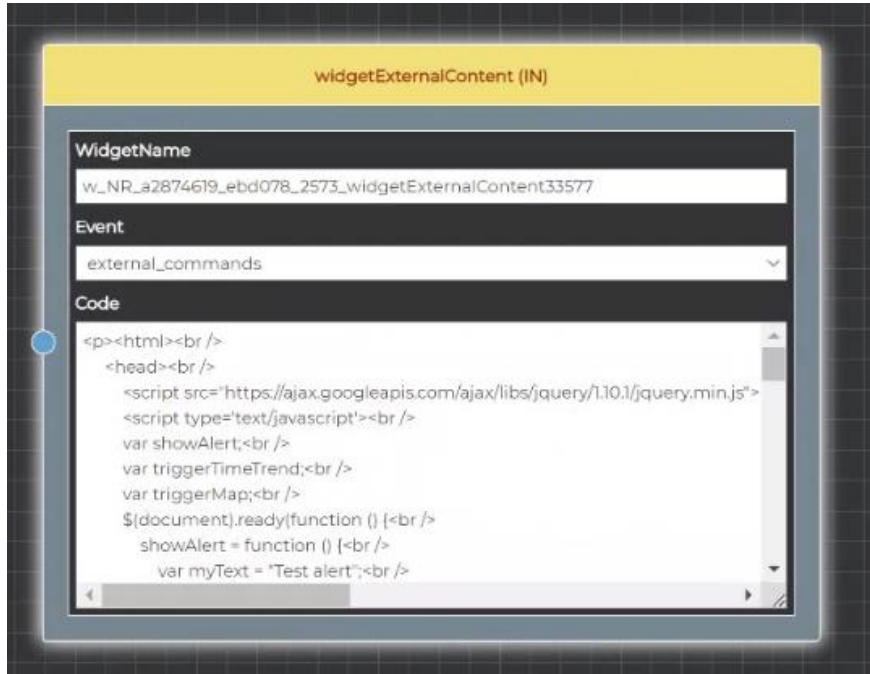 widgetExternalContent (IN)
WidgetName
w_NR_a2874619_ebd078_2573_widgetExternalContent33577
Event
external_commands
Code
<p><html><br />
<head><br />
<script src="https://ajax.googleapis.com/ajax/libs/jquery/1.10.1/jquery.min.js">
<script type='text/javascript'><br />
var showAlert;<br />
var triggerTimeTrend;<br />
var triggerMap;<br />
$(document).ready(function () {<br />
showAlert = function () {<br />
var myText = "Test alert";<br />